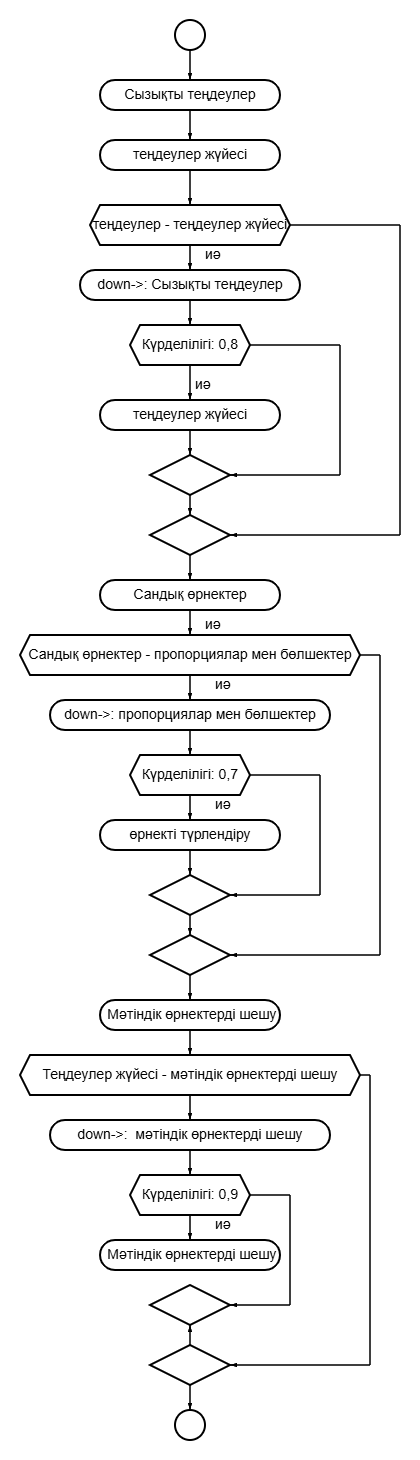 Сызықты теңдеулер
теңдеулер жүйесі
теңдеулер - теңдеулер жүйесі
иә
down->: Сызықты теңдеулер
Күрделілігі: 0,8
иә
теңдеулер жүйесі
Сандық өрнектер
иә
Сандық өрнектер - пропорциялар мен бөлшектер
иә
down->: пропорциялар мен бөлшектер
Күрделілігі: 0,7
иә
өрнекті түрлендіру
Мәтіндік өрнектерді шешу
Теңдеулер жүйесі - мәтіндік өрнектерді шешу
down->: мәтіндік өрнектерді шешу
Күрделілігі: 0,9
иә
Мәтіндік өрнектерді шешу